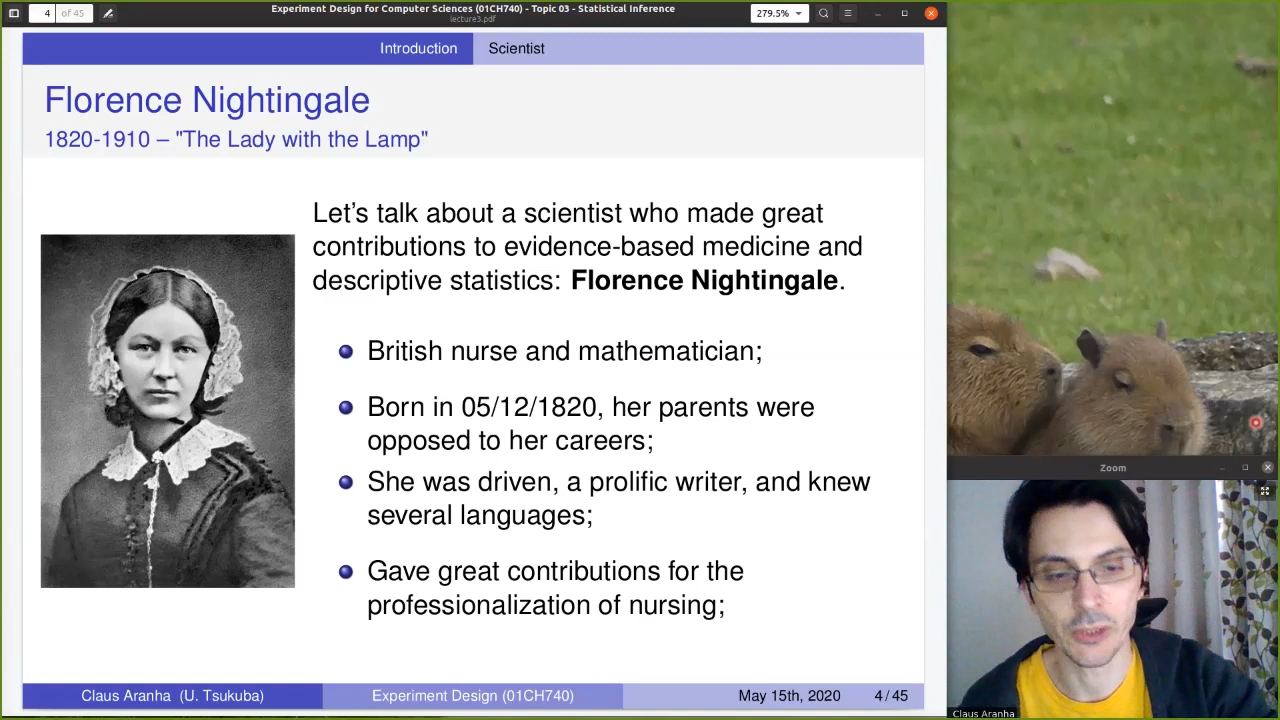 4 of 45
Experiment Design for Computer Sciences (01CH740) - Topic 03 - Statistical Inference
lecture3.pdf
279.5%
Introduction
Scientist
Florence Nightingale
1820-1910 – "The Lady with the Lamp"
Let's talk about a scientist who made great
contributions to evidence-based medicine and
descriptive statistics: Florence Nightingale.
British nurse and mathematician;
Born in 05/12/1820, her parents were
opposed to her careers;
She was driven, a prolific writer, and knew
several languages;
Gave great contributions for the
professionalization of nursing;
Claus Aranha (U. Tsukuba)
Experiment Design (01CH740)
May 15th, 2020
4 / 45
Zoom
Claus Aranha